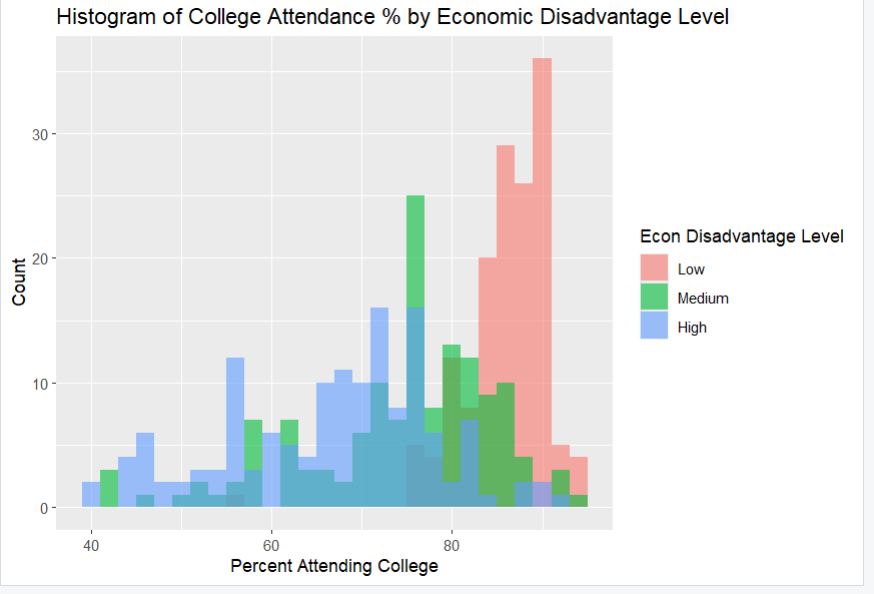 Histogram of College Attendance % by Economic Disadvantage Level
30
20
10
0
Count
40 60 80
Percent Attending College
Econ Disadvantage Level
Low
Medium
High